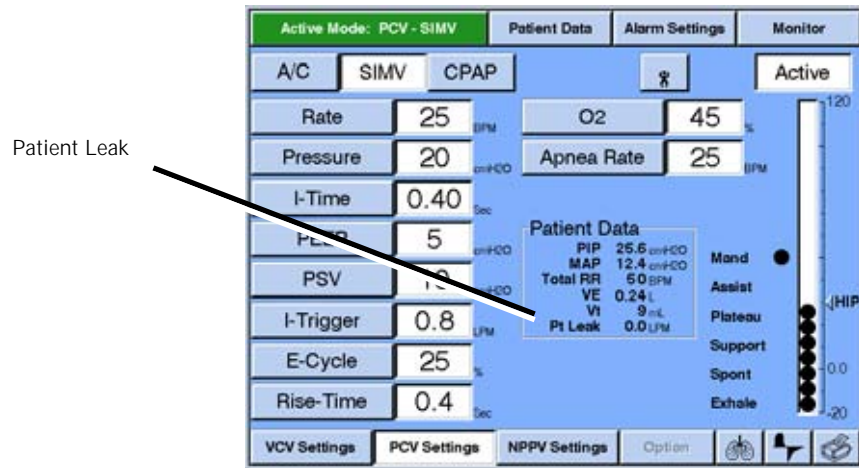 Active Mode: PCV - SIMV Patient Data Alarm Settings Monitor
A/C SIMV CPAP Active
Rate 25 BPM O2 45 %
Pressure 20 cmH2O Apnea Rate 25 BPM
I-Time 0.40 Sec
PEEP 5 cmH2O
PSV cmH2O
I-Trigger 0.8 LPM
E-Cycle 25 %
Rise-Time 0.4 Sec
Patient Leak
Patient Data
PIP 25.6 cmH2O
MAP 12.4 cmH2O
Total RR 50 BPM
VE 0.24 L
Vt 9 mL
Pt Leak 0.0 LPM
Mand
Assist
Plateau
Support
Spont
Exhale
120
HIP
0.0
-20
VCV Settings PCV Settings NPPV Settings Option